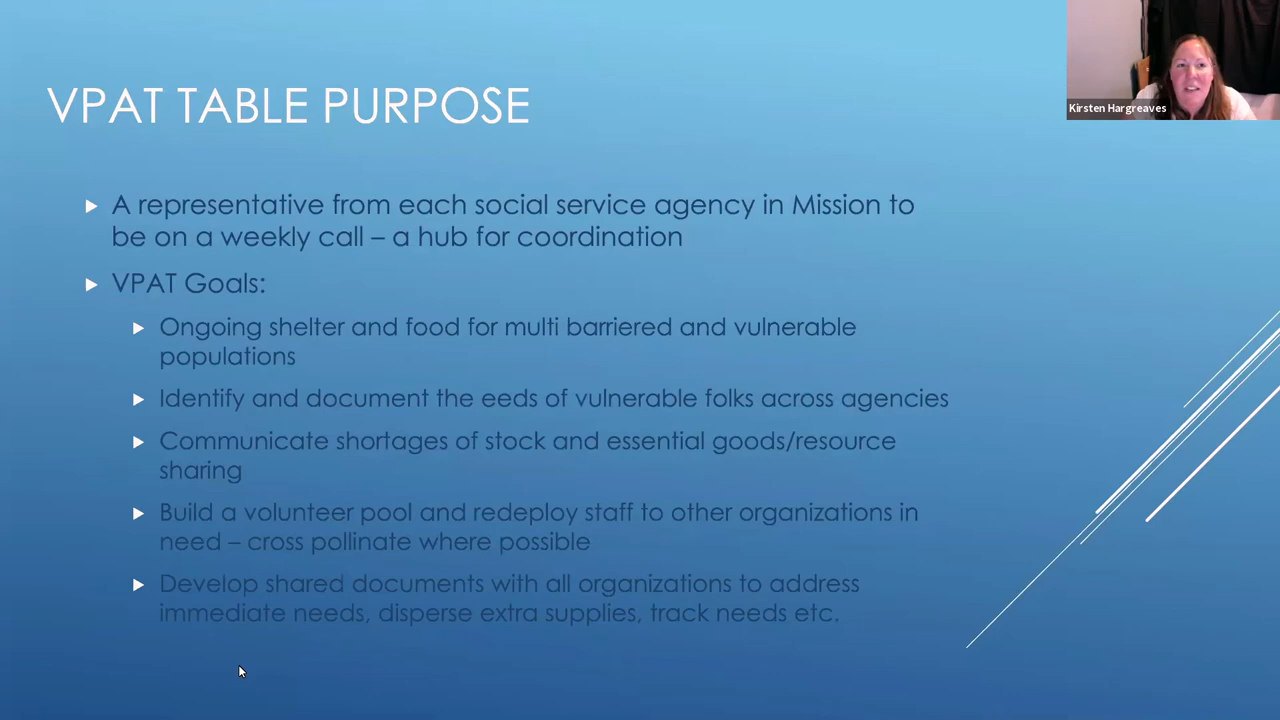 VPAT TABLE PURPOSE
Kirsten Hargreaves
A representative from each social service agency in Mission to
be on a weekly call – a hub for coordination
VPAT Goals:
Ongoing shelter and food for multi barriered and vulnerable
populations
Identify and document the eeds of vulnerable folks across agencies
Communicate shortages of stock and essential goods/resource
sharing
Build a volunteer pool and redeploy staff to other organizations in
need – cross pollinate where possible
Develop shared documents with all organizations to address
immediate needs, disperse extra supplies, track needs etc.